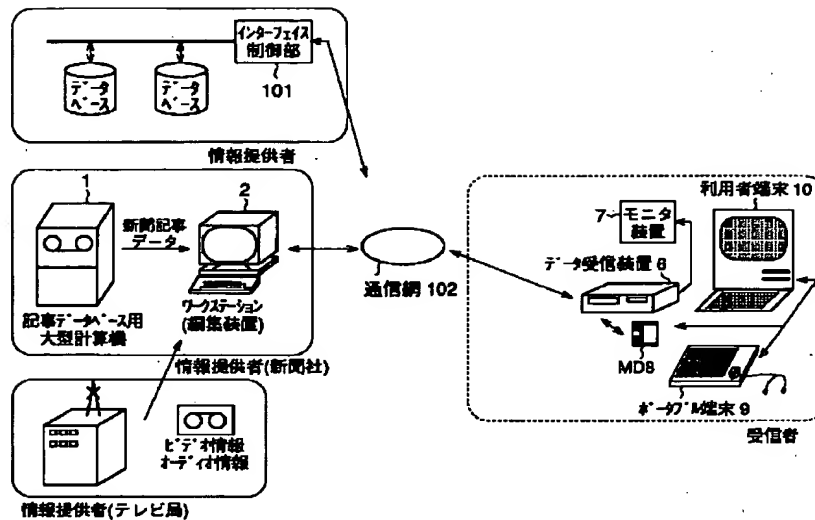 インターフェイス
制御部
101
データ
ベース
データ
ベース
情報提供者
1
新聞記事
データ
2
記事データベース用
大型計算機
ワークステーション
(編集装置)
情報提供者(新聞社)
ビデオ情報
オーディオ情報
情報提供者(テレビ局)
通信網 102
利用者端末 10
7 モニタ
装置
データ受信装置 6
MD8
ポータブル端末 9
受信者